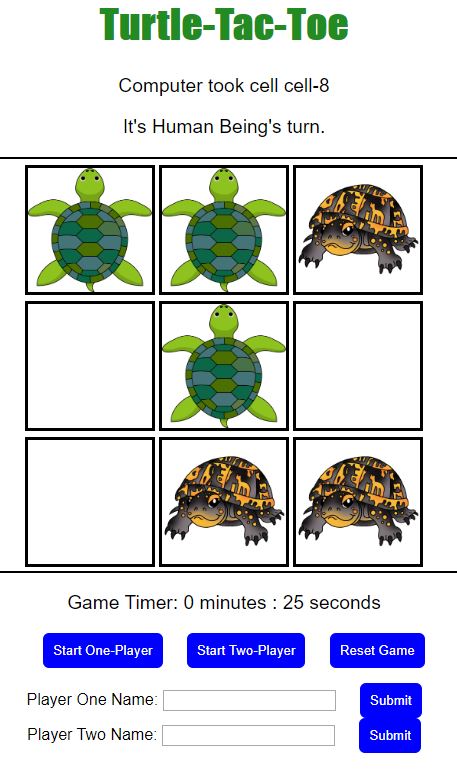 Turtle-Tac-Toe
Computer took cell cell-8
It's Human Being's turn.
Game Timer: 0 minutes : 25 seconds
Start One-Player Start Two-Player Reset Game
Player One Name: Submit
Player Two Name: Submit